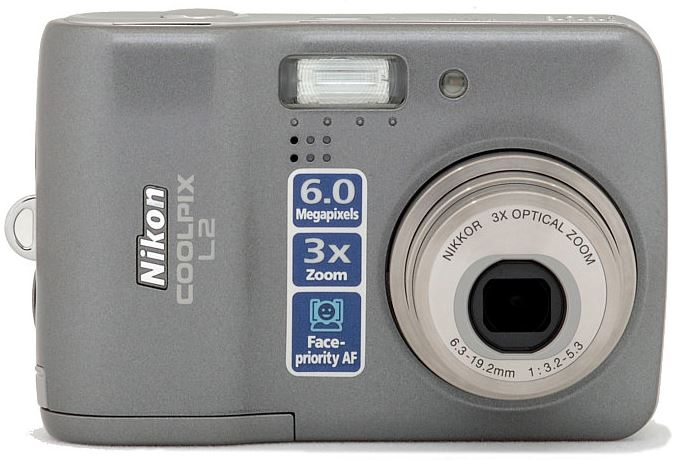 Nikon
COOLPIX
L2
6.0
Megapixels
3x
Zoom
Face-
priority AF
NIKKOR 3X OPTICAL ZOOM
6.3-19.2mm 1:3.2-5.3